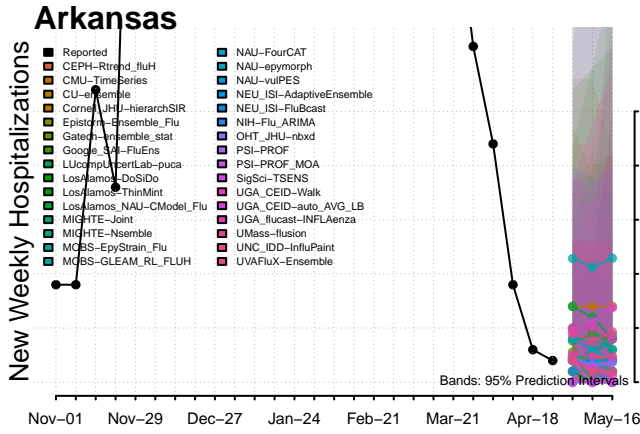 Arkansas
New Weekly Hospitalizations
Reported
CEPH−Rtrend_fluH
CMU−TimeSeries
CU−ensemble
Cornell_JHU−hierarchSIR
Epistorm−Ensemble_Flu
Gatech−ensemble_stat
Google_SAI−FluEns
LUcompUncertLab−puca
LosAlamos−DoSiDo
LosAlamos−ThinMint
LosAlamos_NAU−CModel_Flu
MIGHTE−Joint
MIGHTE−Nsemble
MOBS−EpyStrain_Flu
MOBS−GLEAM_RL_FLUH
NAU−FourCAT
NAU−epymorph
NAU−vulPES
NEU_ISI−AdaptiveEnsemble
NEU_ISI−FluBcast
NIH−Flu_ARIMA
OHT_JHU−nbxd
PSI−PROF
PSI−PROF_MOA
SigSci−TSENS
UGA_CEID−Walk
UGA_CEID−auto_AVG_LB
UGA_flucast−INFLAenza
UMass−flusion
UNC_IDD−InfluPaint
UVAFluX−Ensemble
Bands: 95% Prediction Intervals
Nov−01 Nov−29 Dec−27 Jan−24 Feb−21 Mar−21 Apr−18 May−16